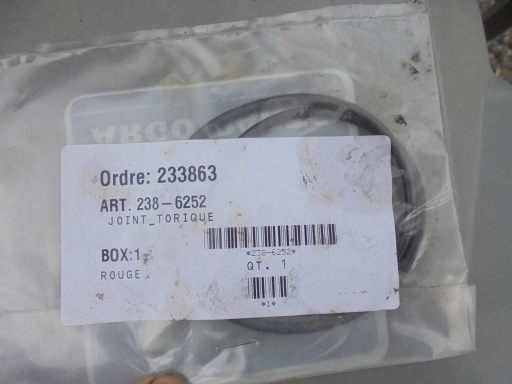 Ordre: 233863
ART. 238-6252
JOINT_TORIQUE
*238-6252*
BOX:1
QT. 1
ROUGE
*1*